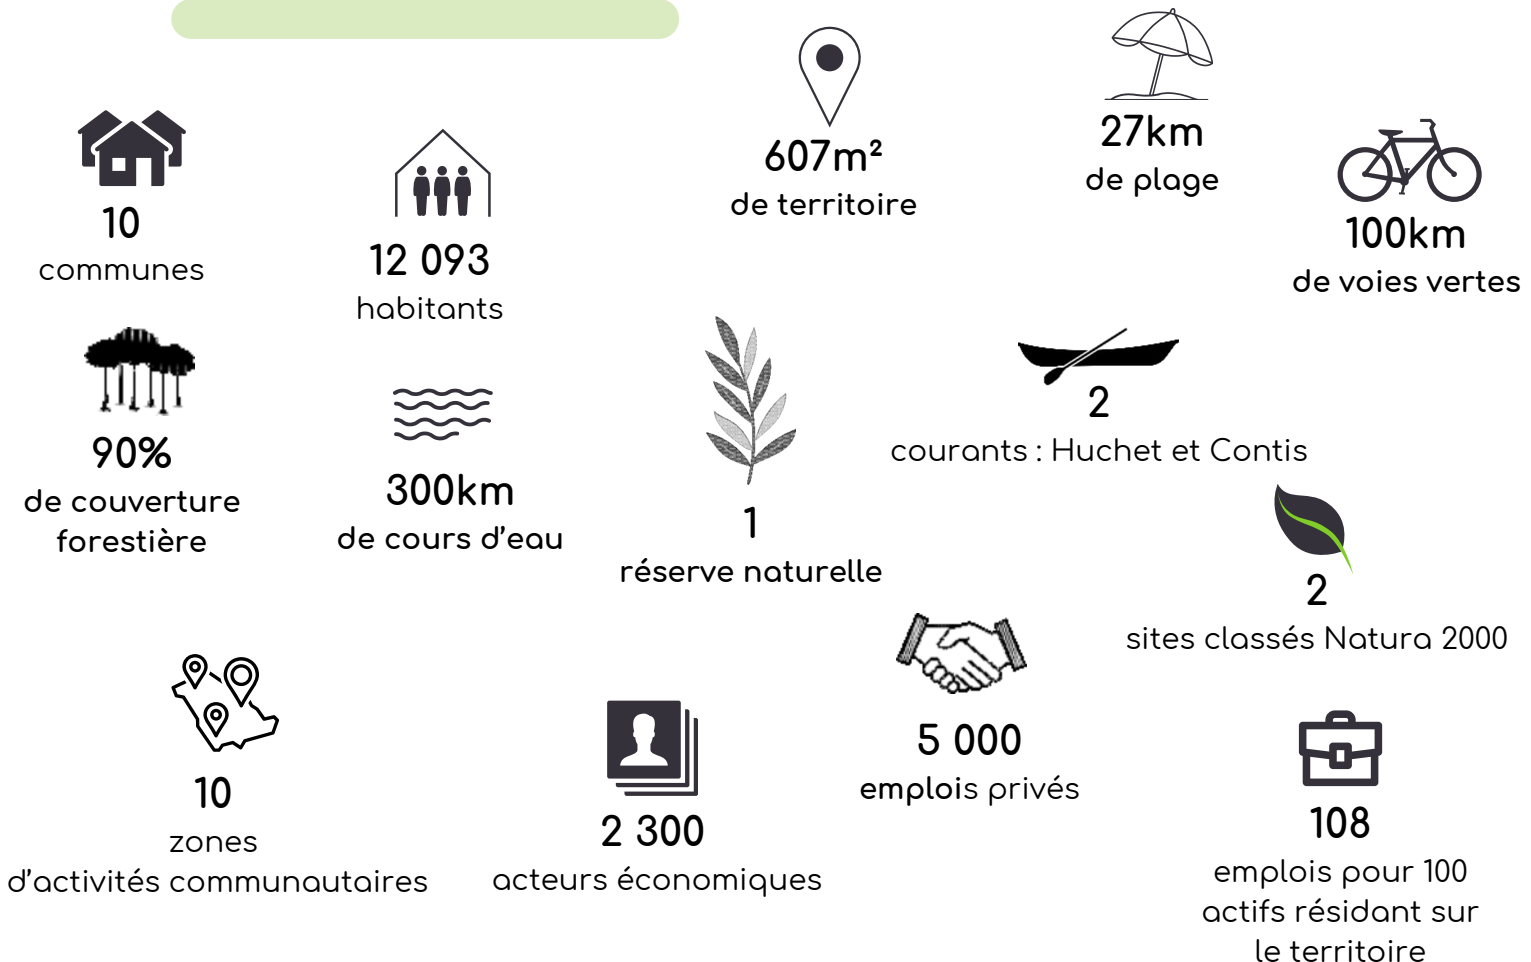 607m²
de territoire
27km
de plage
100km
de voies vertes
10
communes
12 093
habitants
90%
de couverture
forestière
300km
de cours d'eau
1
réserve naturelle
2
courants : Huchet et Contis
2
sites classés Natura 2000
10
zones
d'activités communautaires
2 300
acteurs économiques
5 000
emplois privés
108
emplois pour 100
actifs résidant sur
le territoire